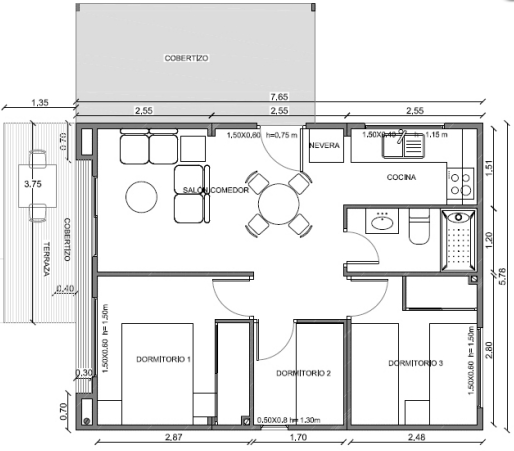 COBERTIZO
7,65
1,35
2,55
2,55
2,55
0,70
1,50X0,60 h=0,75 m
1,50X0,40 h= 1,15 m
NEVERA
1,51
3.75
COCINA
SALÓN COMEDOR
COBERTIZO
TERRAZA
1,20
5,78
0,40
1,50X0,60 h= 1,50m
1,50X0,60 h= 1,50m
2,80
DORMITORIO 1
DORMITORIO 2
DORMITORIO 3
0,30
0,70
0.50X0,8 h= 1,30m
2,87
1,70
2,48